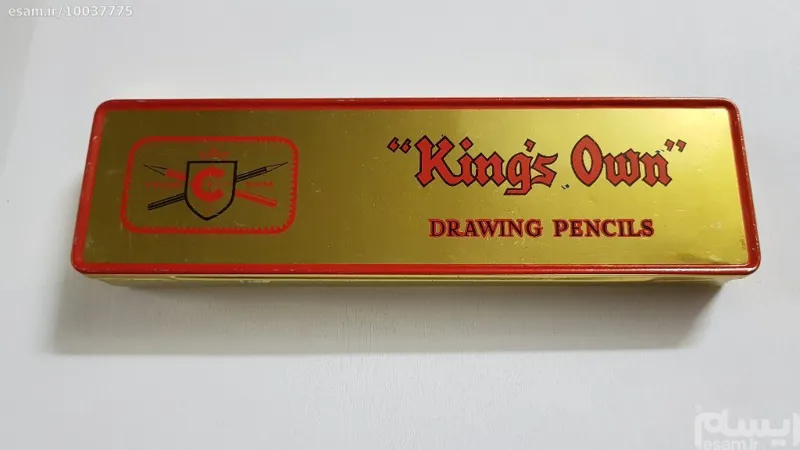 esam.ir/10037775
C
"King's Own"
DRAWING PENCILS
ایسام
esam.ir